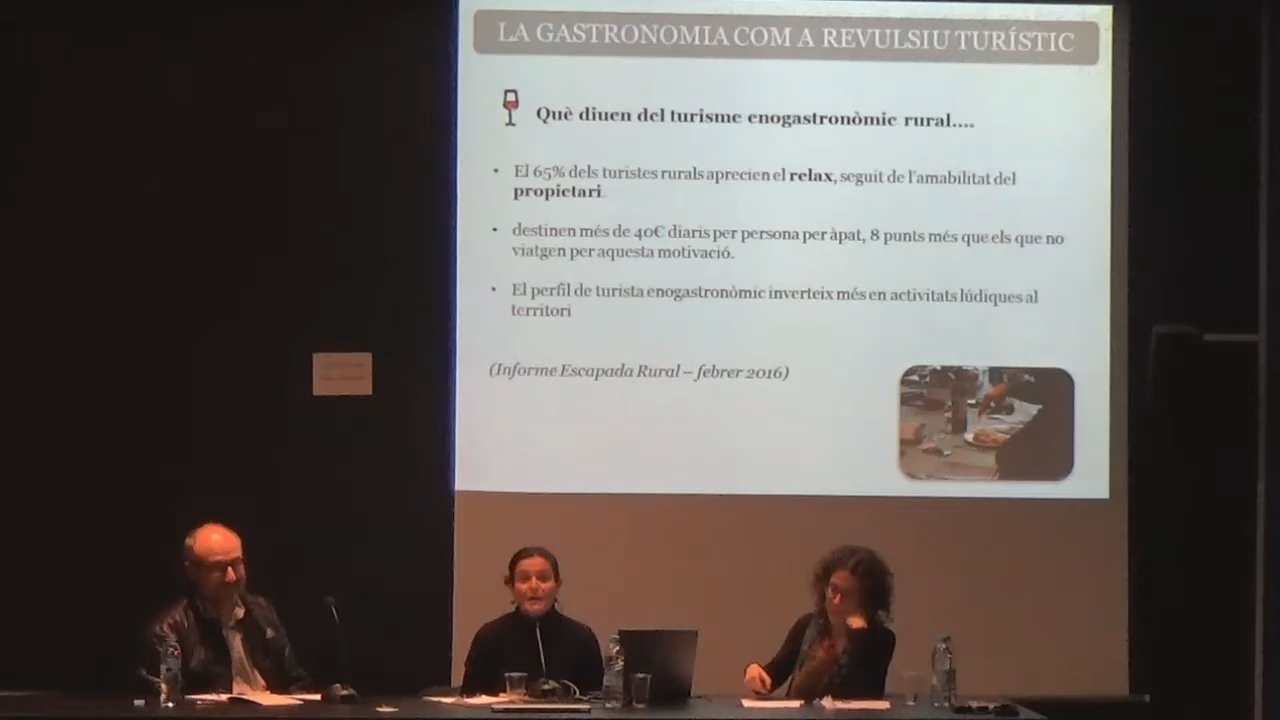 LA GASTRONOMIA COM A REVULSIU TURÍSTIC
Què diuen del turisme enogastronòmic rural....
• El 65% dels turistes rurals aprecien el relax, seguit de l'amabilitat del
propietari.
• destinen més de 40€ diaris per persona per àpat, 8 punts més que els que no
viatgen per aquesta motivació.
• El perfil de turista enogastronòmic inverteix més en activitats lúdiques al
territori
(Informe Escapada Rural – febrer 2016)